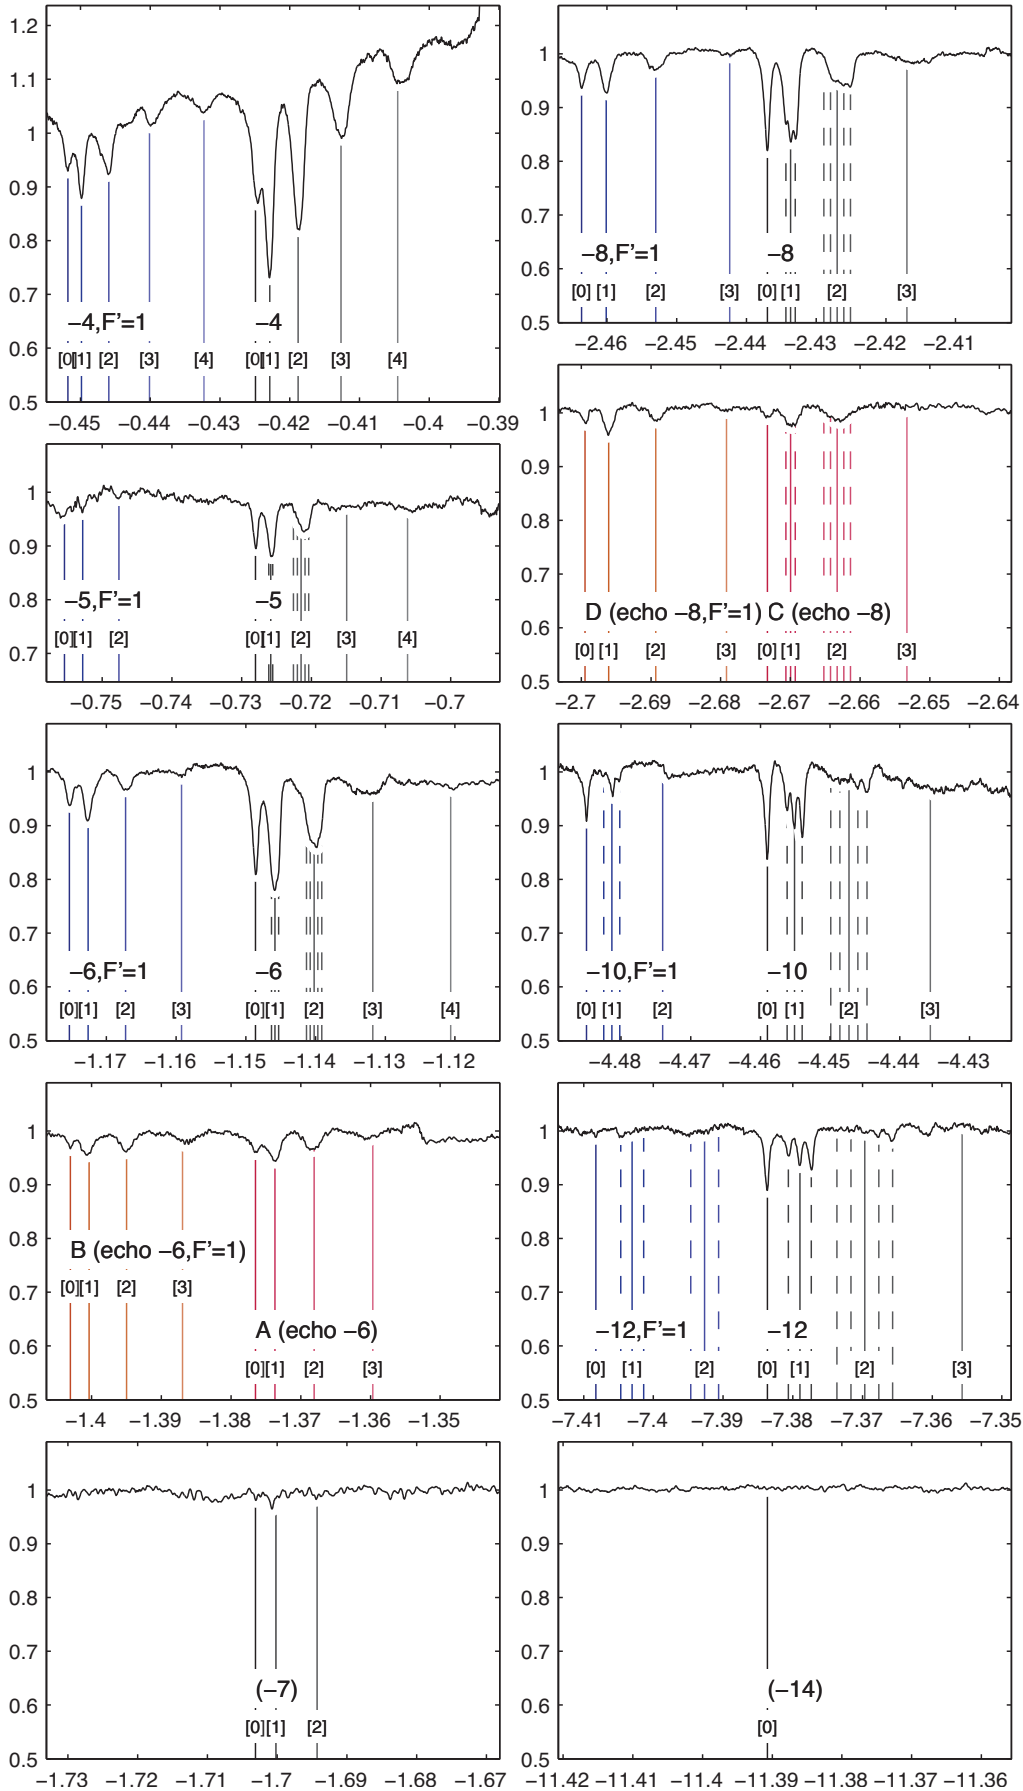 1.2
1.1
1
0.9
0.8
0.7
0.6
0.5
−4,F'=1
−4
[0] [1] [2] [3] [4] [0] [1] [2] [3] [4]
−0.45 −0.44 −0.43 −0.42 −0.41 −0.4 −0.39
1
0.9
0.8
0.7
0.6
0.5
−8,F'=1
−8
[0] [1] [2] [3] [0] [1] [2] [3]
−2.46 −2.45 −2.44 −2.43 −2.42 −2.41
1
0.9
0.8
0.7
−5,F'=1
−5
[0] [1] [2] [0] [1] [2] [3] [4]
−0.75 −0.74 −0.73 −0.72 −0.71 −0.7
1
0.9
0.8
0.7
0.6
0.5
D (echo −8,F'=1) C (echo −8)
[0] [1] [2] [3] [0] [1] [2] [3]
−2.7 −2.69 −2.68 −2.67 −2.66 −2.65 −2.64
1
0.9
0.8
0.7
0.6
0.5
−6,F'=1
−6
[0] [1] [2] [3] [0] [1] [2] [3] [4]
−1.17 −1.16 −1.15 −1.14 −1.13 −1.12
1
0.9
0.8
0.7
0.6
0.5
−10,F'=1
−10
[0] [1] [2] [0] [1] [2] [3]
−4.48 −4.47 −4.46 −4.45 −4.44 −4.43
1
0.9
0.8
0.7
0.6
0.5
B (echo −6,F'=1)
[0] [1] [2] [3]
A (echo −6)
[0] [1] [2] [3]
−1.4 −1.39 −1.38 −1.37 −1.36 −1.35
1
0.9
0.8
0.7
0.6
0.5
−12,F'=1
−12
[0] [1] [2] [0] [1] [2] [3]
−7.41 −7.4 −7.39 −7.38 −7.37 −7.36 −7.35
1
0.9
0.8
0.7
0.6
0.5
(−7)
[0] [1] [2]
−1.73 −1.72 −1.71 −1.7 −1.69 −1.68 −1.67
1
0.9
0.8
0.7
0.6
0.5
(−14)
[0]
−11.42 −11.41 −11.4 −11.39 −11.38 −11.37 −11.36